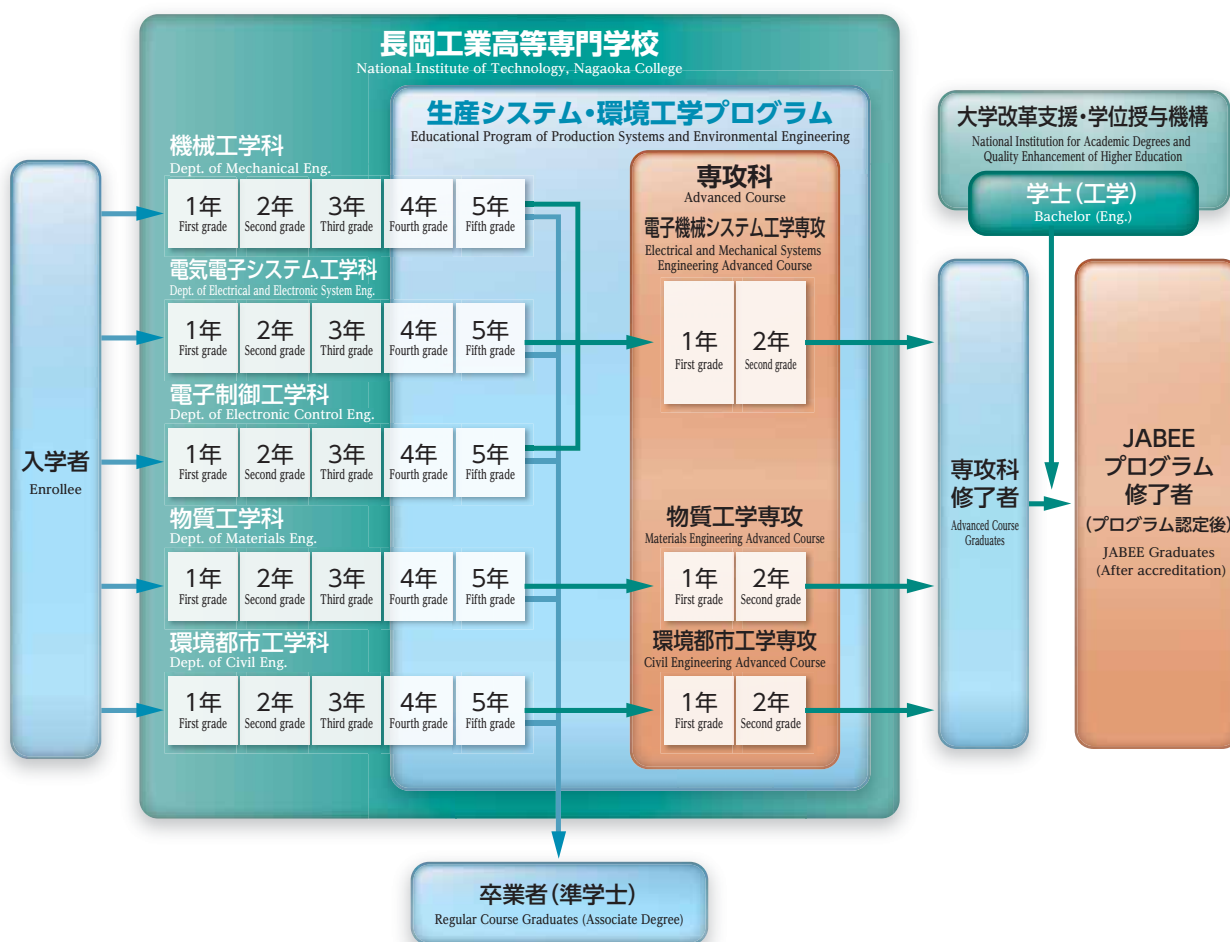 長岡工業高等専門学校
National Institute of Technology, Nagaoka College
生産システム・環境工学プログラム
Educational Program of Production Systems and Environmental Engineering
入学者
Enrollee
機械工学科
Dept. of Mechanical Eng.
1年 2年 3年 4年 5年
First grade Second grade Third grade Fourth grade Fifth grade
電気電子システム工学科
Dept. of Electrical and Electronic System Eng.
1年 2年 3年 4年 5年
First grade Second grade Third grade Fourth grade Fifth grade
電子制御工学科
Dept. of Electronic Control Eng.
1年 2年 3年 4年 5年
First grade Second grade Third grade Fourth grade Fifth grade
物質工学科
Dept. of Materials Eng.
1年 2年 3年 4年 5年
First grade Second grade Third grade Fourth grade Fifth grade
環境都市工学科
Dept. of Civil Eng.
1年 2年 3年 4年 5年
First grade Second grade Third grade Fourth grade Fifth grade
専攻科
Advanced Course
電子機械システム工学専攻
Electrical and Mechanical Systems
Engineering Advanced Course
1年 2年
First grade Second grade
物質工学専攻
Materials Engineering Advanced Course
1年 2年
First grade Second grade
環境都市工学専攻
Civil Engineering Advanced Course
1年 2年
First grade Second grade
大学改革支援・学位授与機構
National Institution for Academic Degrees and
Quality Enhancement of Higher Education
学士(工学)
Bachelor (Eng.)
専攻科
修了者
Advanced Course
Graduates
JABEE
プログラム
修了者
(プログラム認定後)
JABEE Graduates
(After accreditation)
卒業者(準学士)
Regular Course Graduates (Associate Degree)